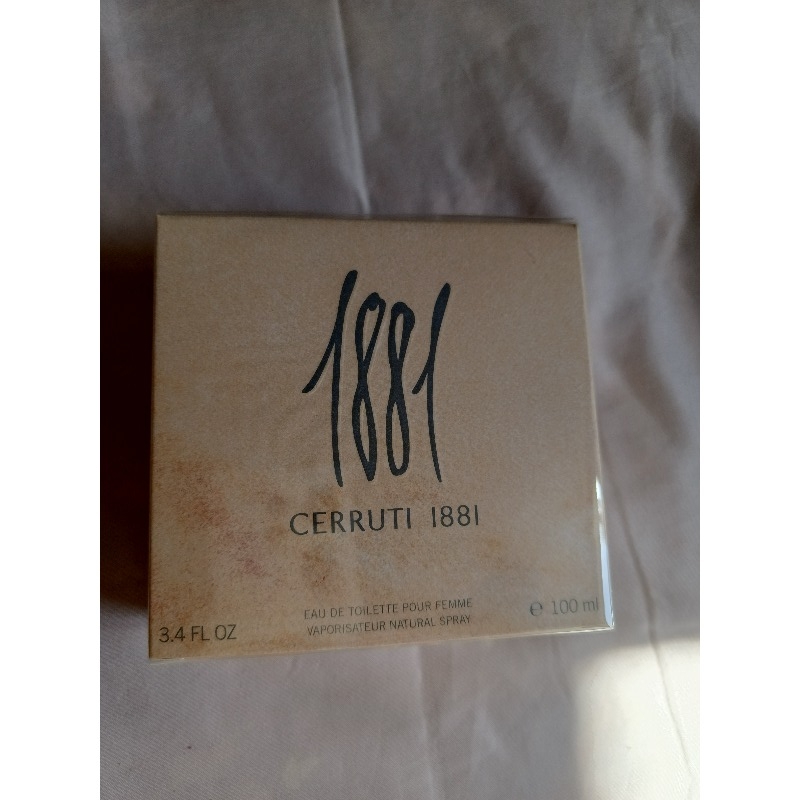 1881
CERRUTI 1881
EAU DE TOILETTE POUR FEMME
VAPORISATEUR NATURAL SPRAY
3.4 FL OZ
e 100 ml